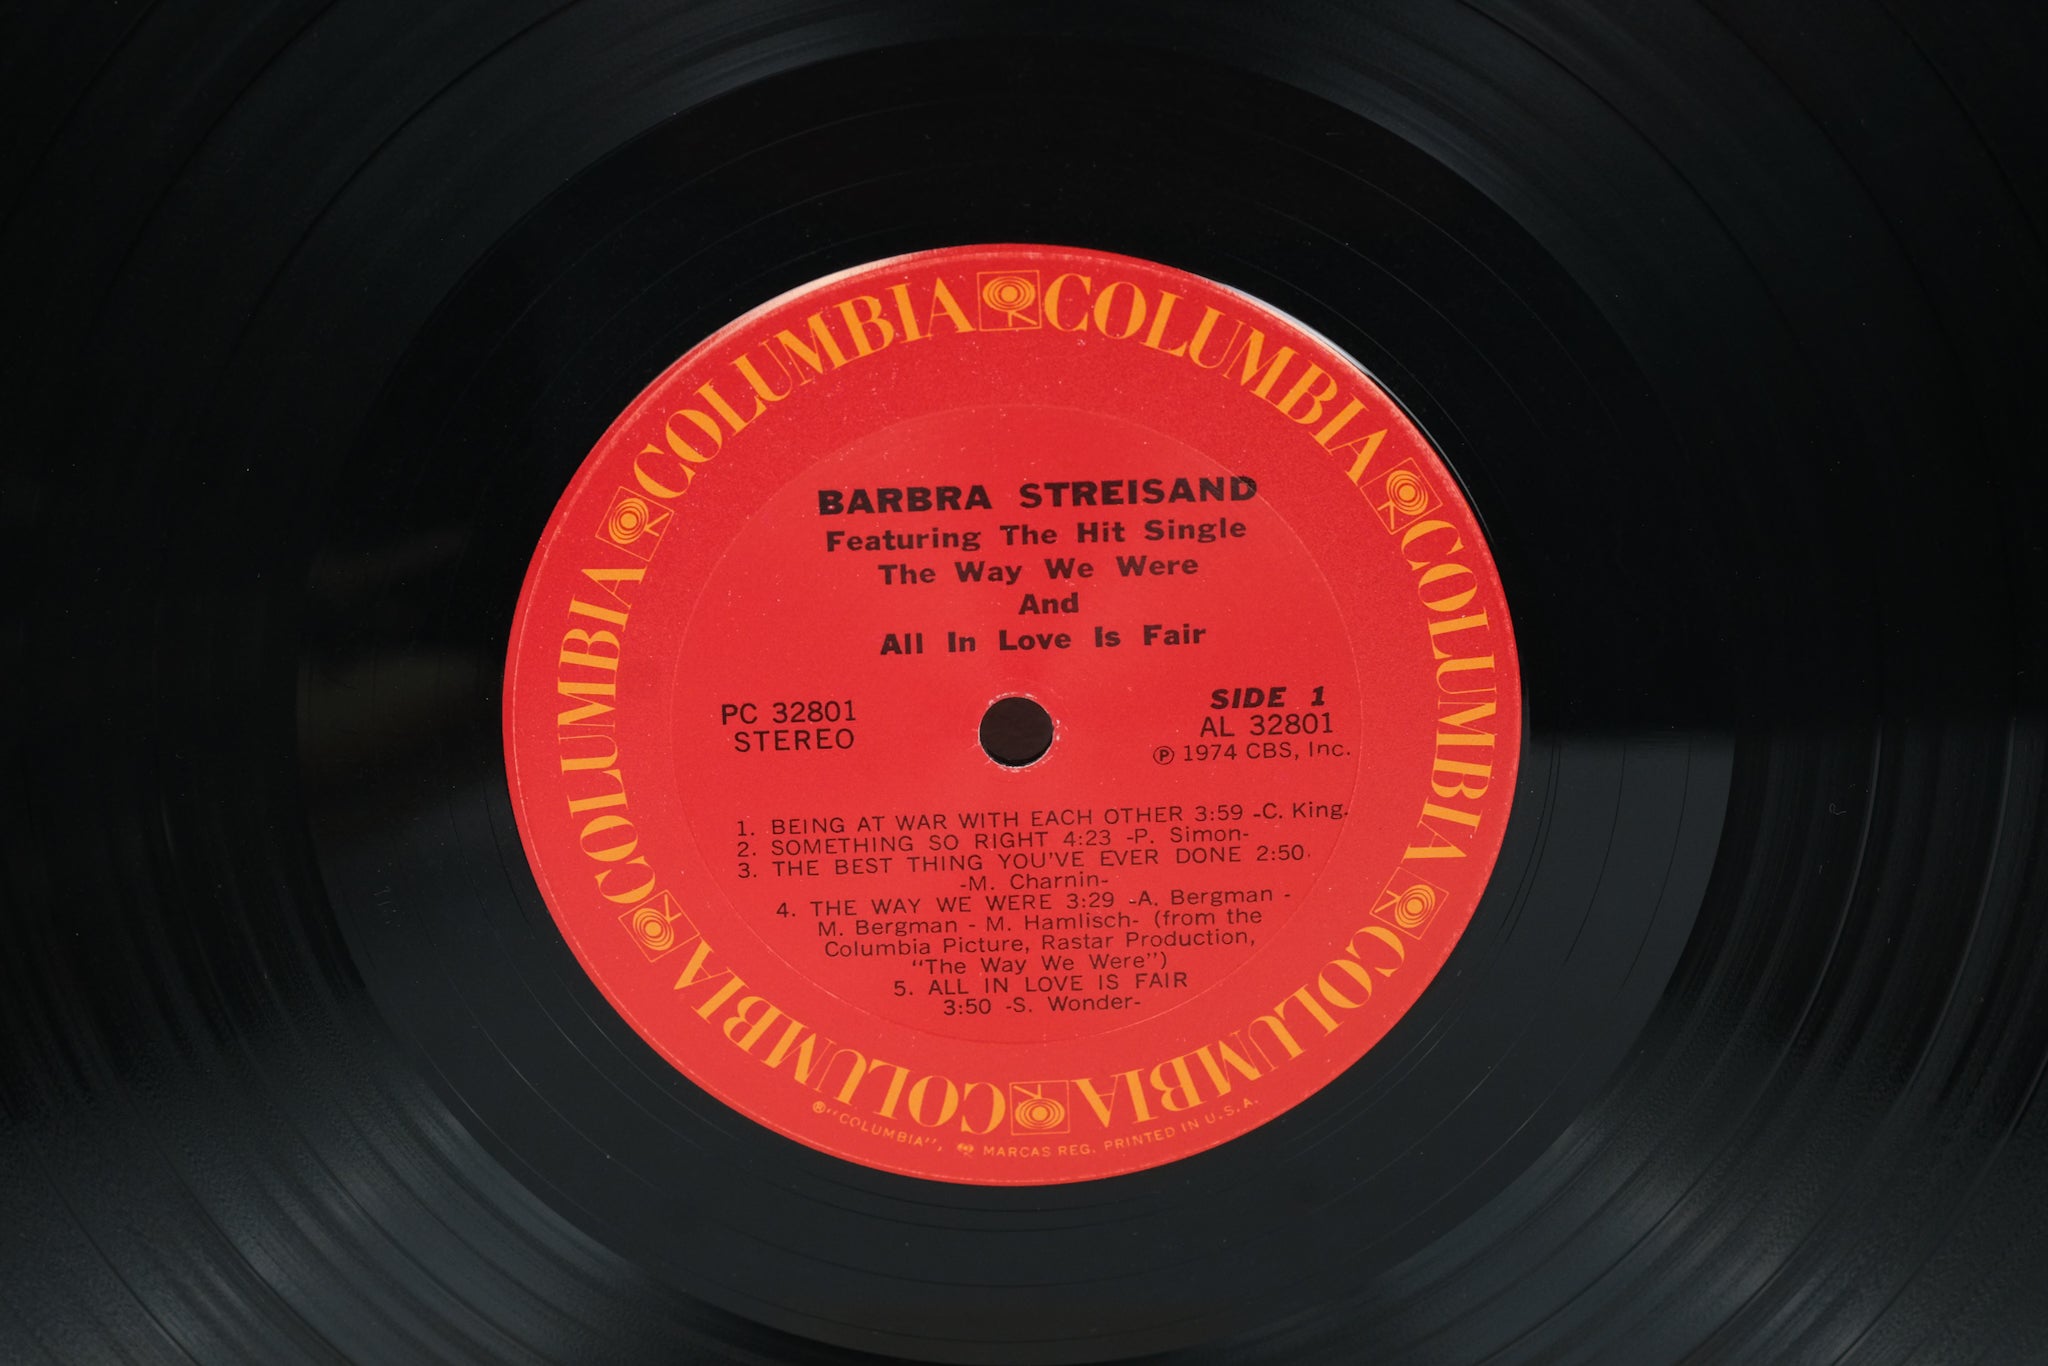 COLUMBIA COLUMBIA COLUMBIA COLUMBIA COLUMBIA COLUMBIA
BARBRA STREISAND
Featuring The Hit Single
The Way We Were
And
All In Love Is Fair
PC 32801
STEREO
SIDE 1
AL 32801
℗ 1974 CBS, Inc.
1. BEING AT WAR WITH EACH OTHER 3:59 -C. King-
2. SOMETHING SO RIGHT 4:23 -P. Simon-
3. THE BEST THING YOU'VE EVER DONE 2:50
-M. Charnin-
4. THE WAY WE WERE 3:29 -A. Bergman -
M. Bergman - M. Hamlisch- (from the
Columbia Picture, Rastar Production,
“The Way We Were”)
5. ALL IN LOVE IS FAIR
3:50 -S. Wonder-
® “COLUMBIA”, MARCAS REG. PRINTED IN U.S.A.